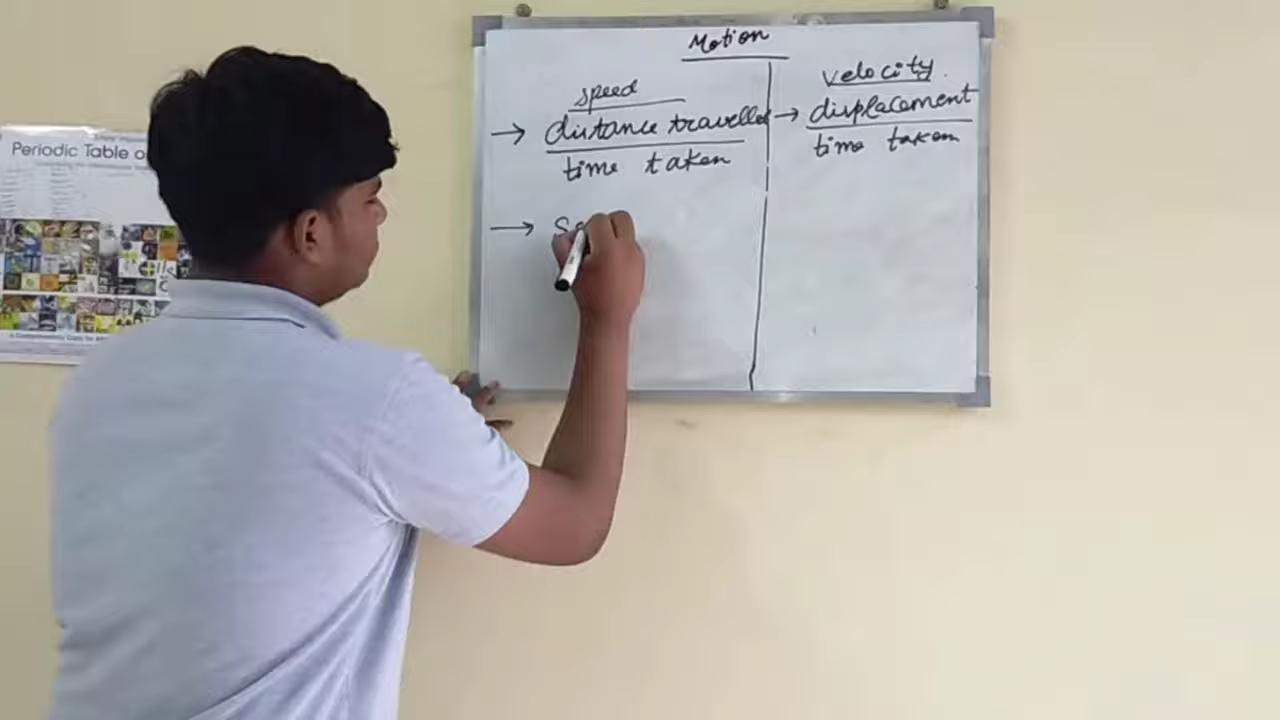 Motion
speed
→ distance travelled
time taken
→
velocity
→ displacement
time taken
Periodic Table o